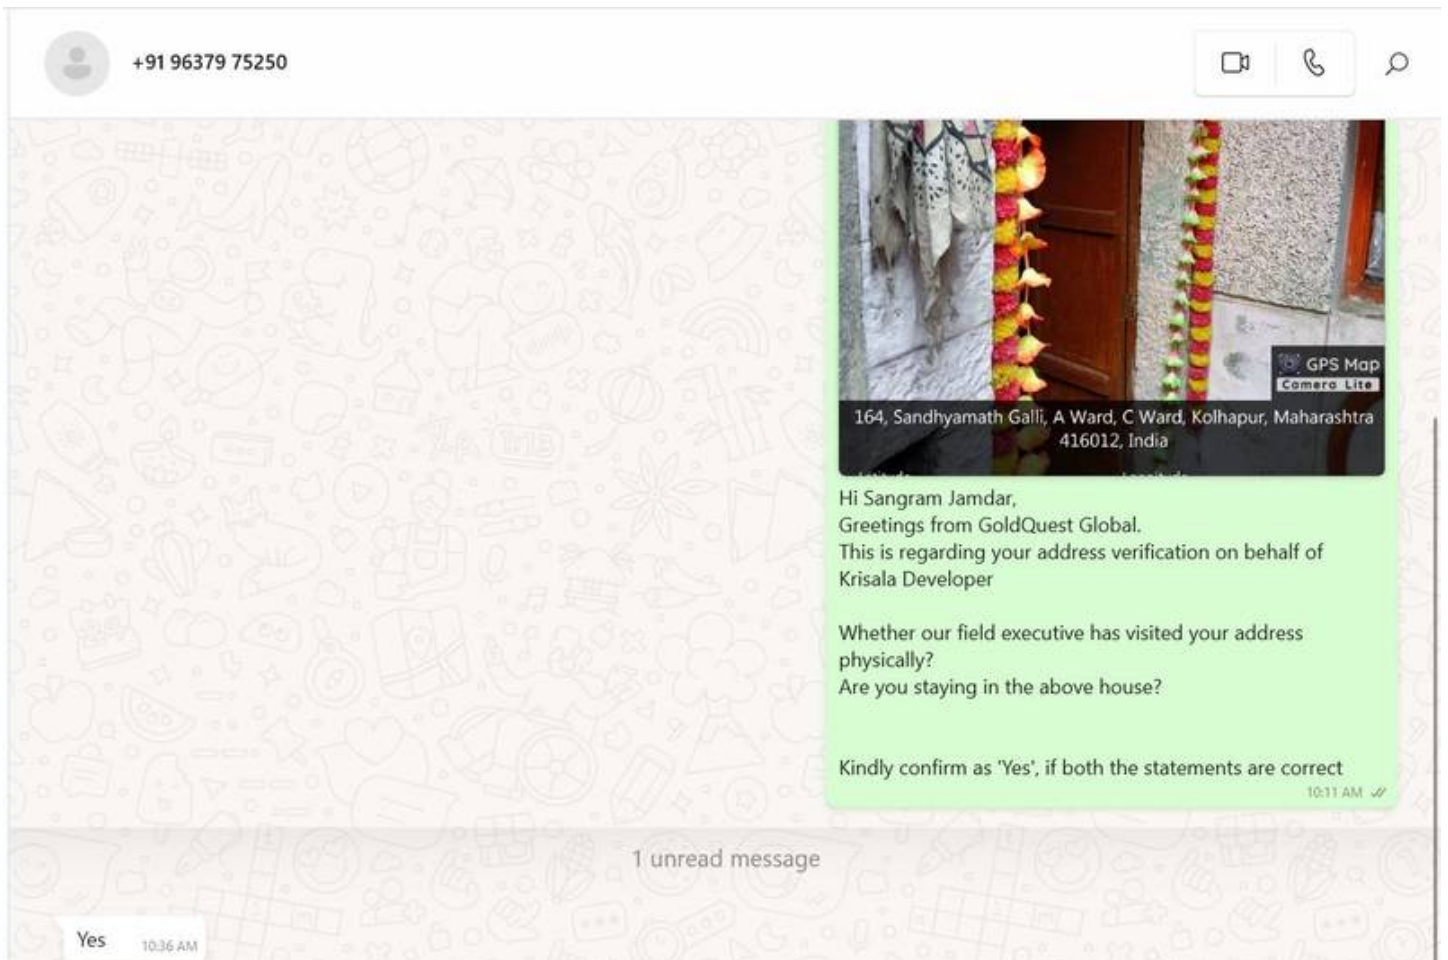 +91 96379 75250
GPS Map
Camera Lite
164, Sandhyamath Galli, A Ward, C Ward, Kolhapur, Maharashtra
416012, India
Hi Sangram Jamdar,
Greetings from GoldQuest Global.
This is regarding your address verification on behalf of
Krisala Developer
Whether our field executive has visited your address
physically?
Are you staying in the above house?
Kindly confirm as 'Yes', if both the statements are correct
10:11 AM
1 unread message
Yes 10:36 AM